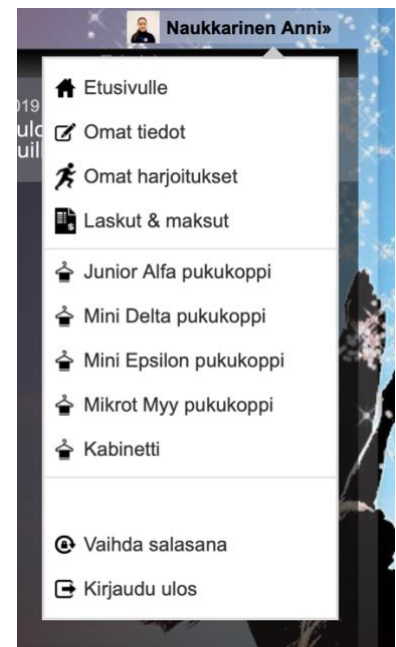 Naukkarinen Anni»
Etusivulle
Omat tiedot
Omat harjoitukset
Laskut & maksut
Junior Alfa pukukoppi
Mini Delta pukukoppi
Mini Epsilon pukukoppi
Mikrot Myy pukukoppi
Kabinetti
Vaihda salasana
Kirjaudu ulos